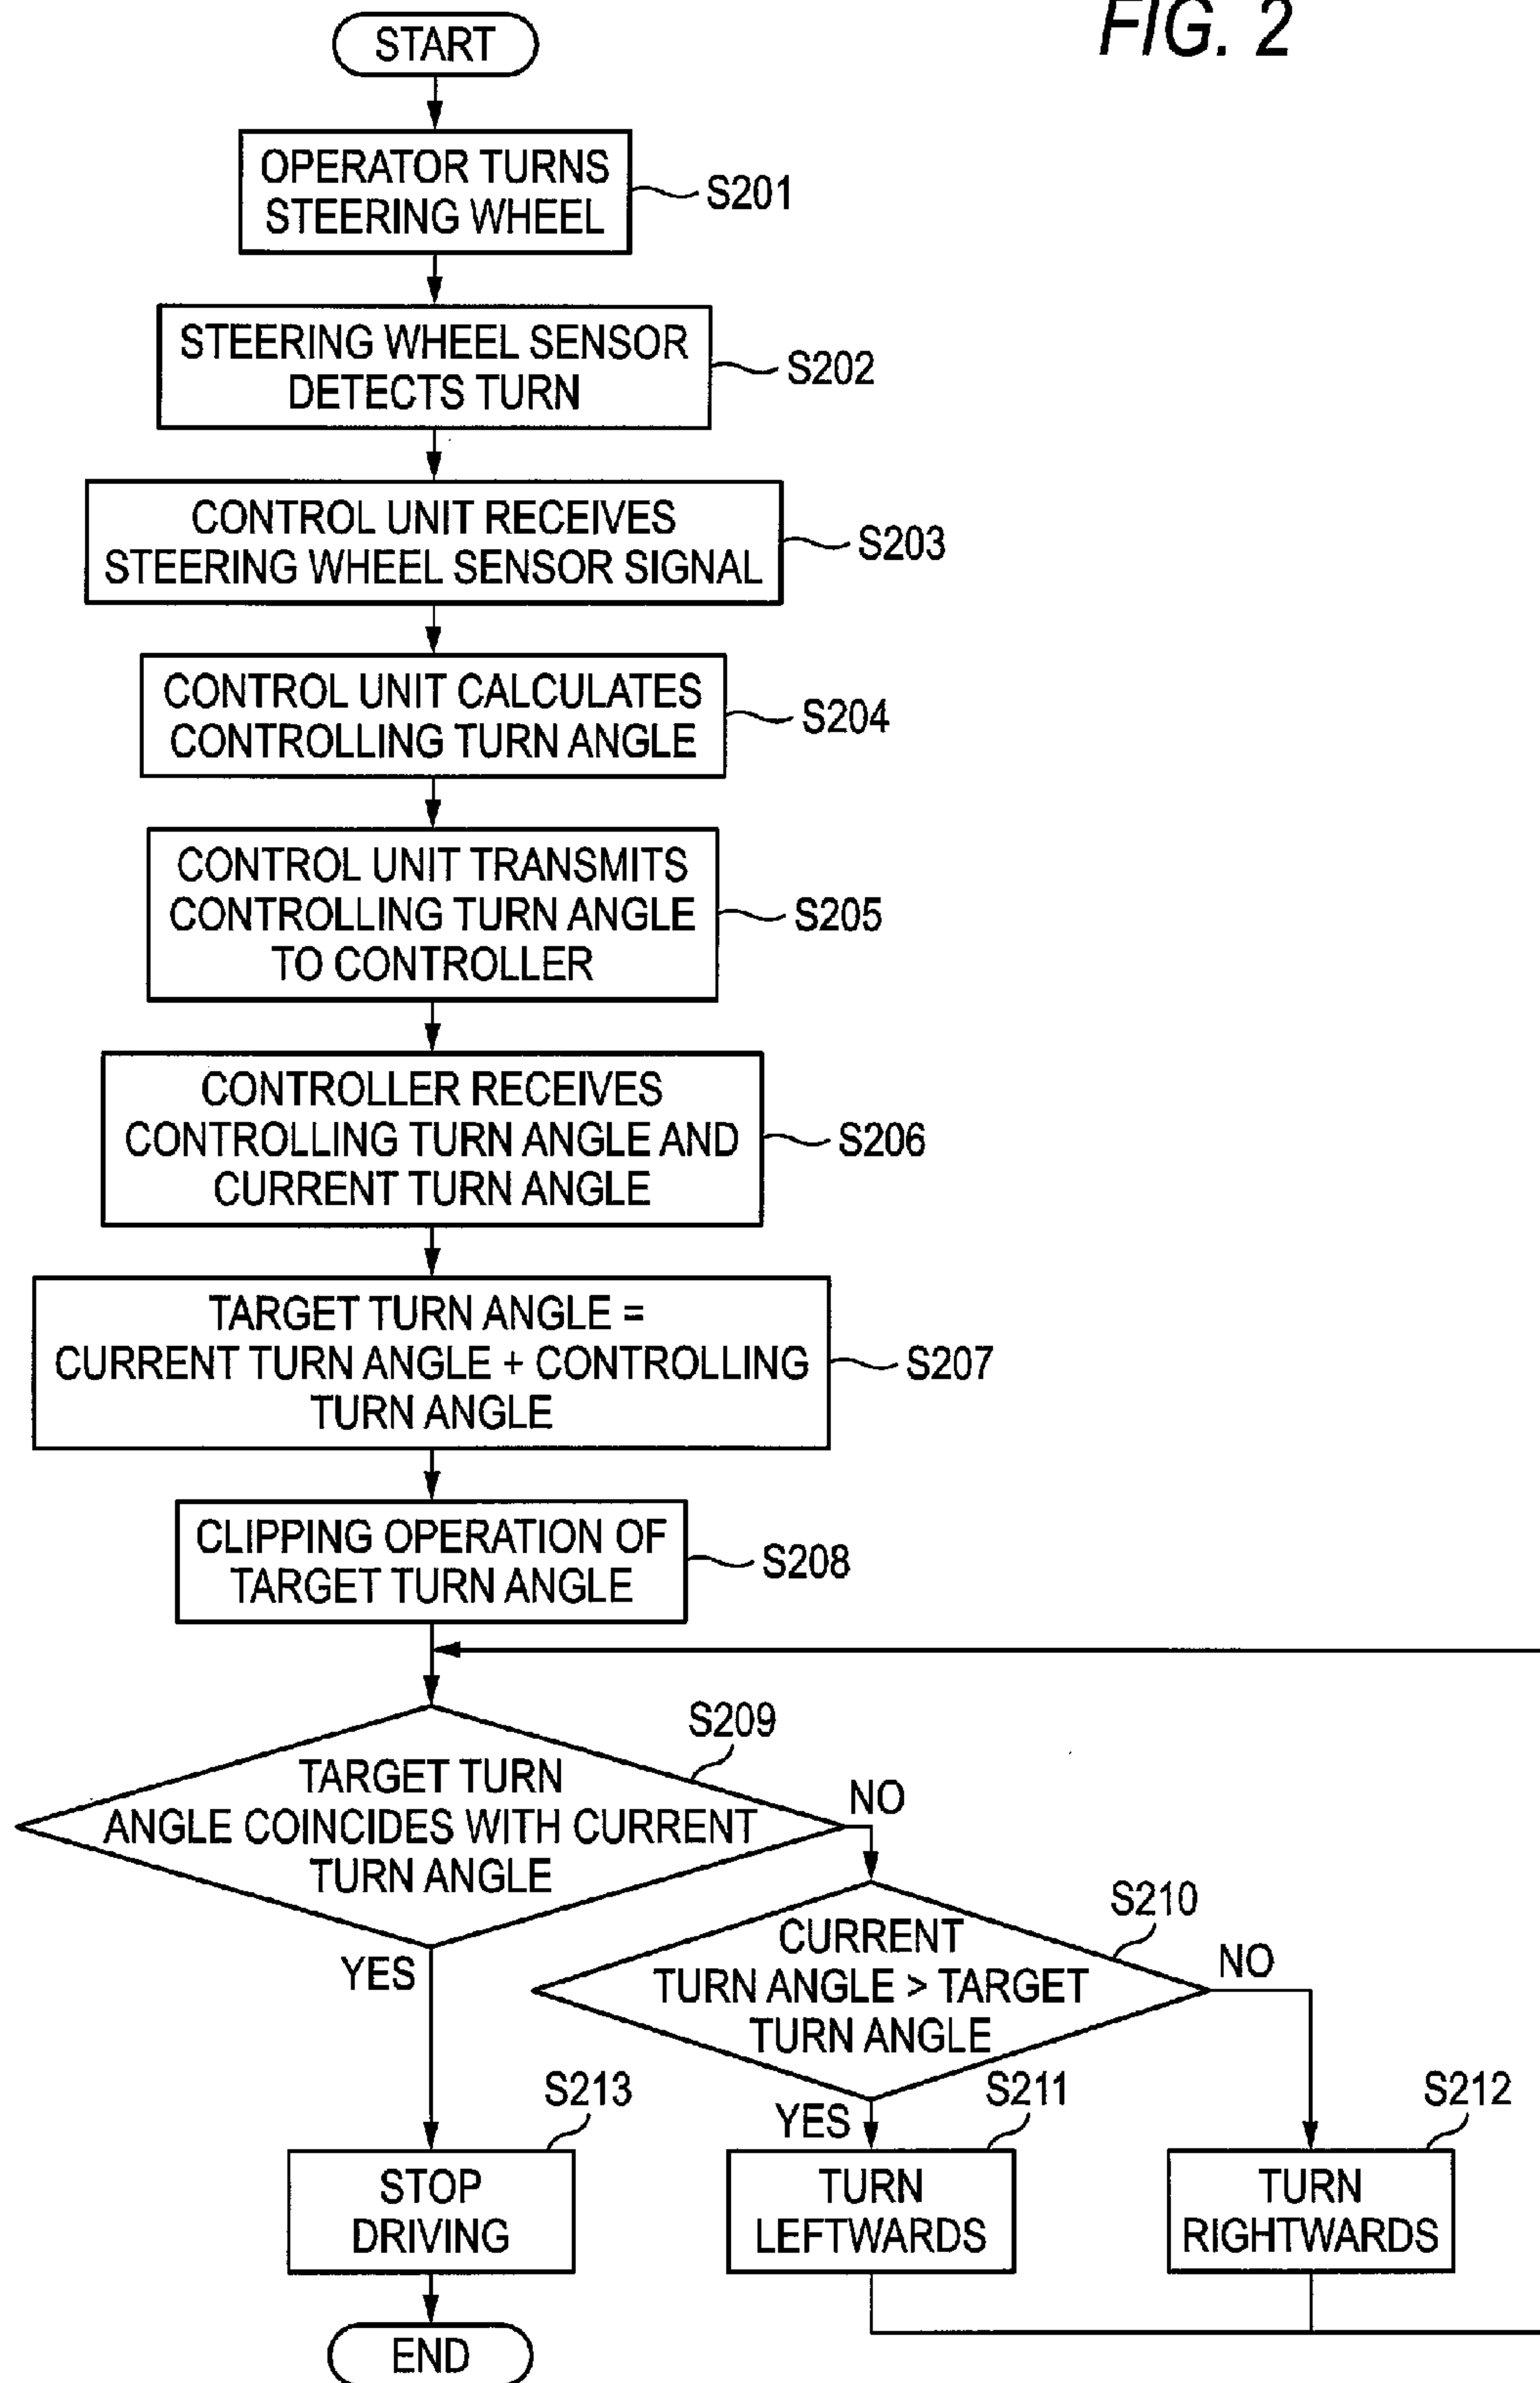 FIG. 2
START
OPERATOR TURNS
STEERING WHEEL
S201
STEERING WHEEL SENSOR
DETECTS TURN
S202
CONTROL UNIT RECEIVES
STEERING WHEEL SENSOR SIGNAL
S203
CONTROL UNIT CALCULATES
CONTROLLING TURN ANGLE
S204
CONTROL UNIT TRANSMITS
CONTROLLING TURN ANGLE
TO CONTROLLER
S205
CONTROLLER RECEIVES
CONTROLLING TURN ANGLE AND
CURRENT TURN ANGLE
S206
TARGET TURN ANGLE =
CURRENT TURN ANGLE + CONTROLLING
TURN ANGLE
S207
CLIPPING OPERATION OF
TARGET TURN ANGLE
S208
S209
TARGET TURN
ANGLE COINCIDES WITH CURRENT
TURN ANGLE
NO
YES
S210
CURRENT
TURN ANGLE > TARGET
TURN ANGLE
NO
YES
S213
STOP
DRIVING
S211
TURN
LEFTWARDS
S212
TURN
RIGHTWARDS
END